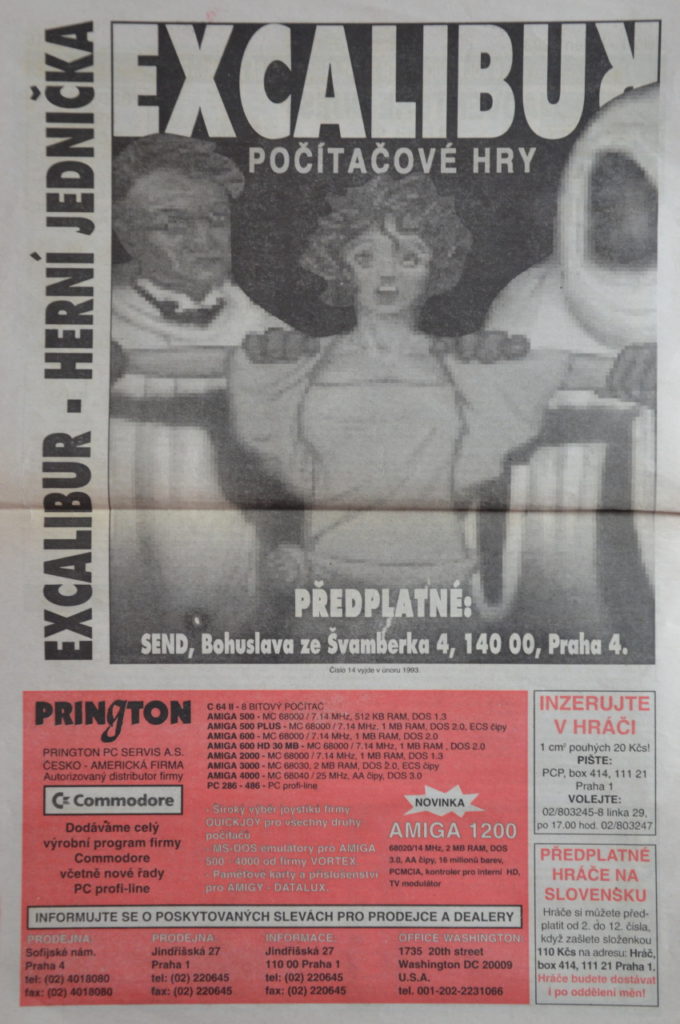 EXCALIBUR - HERNÍ JEDNIČKA
EXCALIBUR
POČÍTAČOVÉ HRY
PŘEDPLATNÉ:
SEND, Bohuslava ze Švamberka 4, 140 00, Praha 4.
Číslo 14 vyjde v únoru 1993.
PRINGTON
PRINGTON PC SERVIS A.S.
ČESKO - AMERICKÁ FIRMA
Autorizovaný distributor firmy
Commodore
Dodáváme celý
výrobní program firmy
Commodore
včetně nové řady
PC profi-line
C 64 II - 8 BITOVÝ POČÍTAČ
AMIGA 500 - MC 68000 / 7.14 MHz, 512 KB RAM, DOS 1.3
AMIGA 500 PLUS - MC 68000 / 7.14 MHz, 1 MB RAM, DOS 2.0, ECS čipy
AMIGA 600 - MC 68000 / 7.14 MHz, 1 MB RAM, DOS 2.0
AMIGA 600 HD 30 MB - MC 68000 / 7.14 MHz, 1 MB RAM , DOS 2.0
AMIGA 2000 - MC 68000 / 7.14 MHz, 1 MB RAM, DOS 1.3
AMIGA 3000 - MC 68030, 2 MB RAM, DOS 2.0, ECS čipy
AMIGA 4000 - MC 68040 / 25 MHz, AA čipy, DOS 3.0
PC 286 - 486 - PC profi-line
- Široký výběr joysticků firmy
QUICKJOY pro všechny druhy
počítačů
- MS-DOS emulátory pro AMIGA
500 - 4000 od firmy VORTEX.
- Paměťové karty a příslušenství
pro AMIGY - DATALUX.
NOVINKA
AMIGA 1200
68020/14 MHz, 2 MB RAM, DOS
3.0, AA čipy, 16 milionů barev,
PCMCIA, kontroler pro interní HD,
TV modulátor
INFORMUJTE SE O POSKYTOVANÝCH SLEVÁCH PRO PRODEJCE A DEALERY
PRODEJNA:
Sofijské nám.
Praha 4
tel: (02) 4018080
fax: (02) 4018080
PRODEJNA:
Jindřišská 27
Praha 1
tel: (02) 220645
fax: (02) 220645
INFORMACE:
Jindřišská 27
110 00 Praha 1
tel: (02) 220645
fax: (02) 220645
OFFICE WASHINGTON:
1735 20th street
Washington DC 20009
U.S.A.
tel. 001-202-2231066
INZERUJTE
V HRÁČI
1 cm² pouhých 20 Kčs!
PIŠTE:
PCP, box 414, 111 21
Praha 1
VOLEJTE:
02/803245-8 linka 29,
po 17.00 hod. 02/803247
PŘEDPLATNÉ
HRÁČE NA
SLOVENŠKU
Hráče si můžete před-
platit od 2. do 12. čísla,
když zašlete složenkou
110 Kčs na adresu: Hráč,
box 414, 111 21 Praha 1.
Hráče budete dostávat
i po oddělení měn!